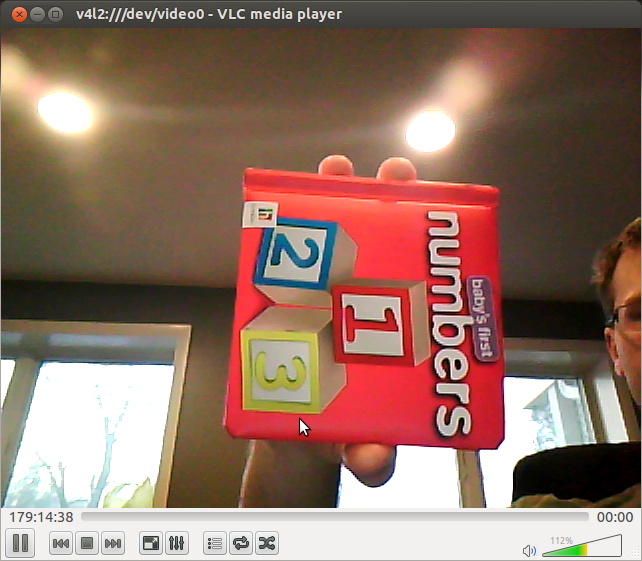 v4l2:///dev/video0 - VLC media player
baby's first
numbers
1
2
3
179:14:38
00:00
112%